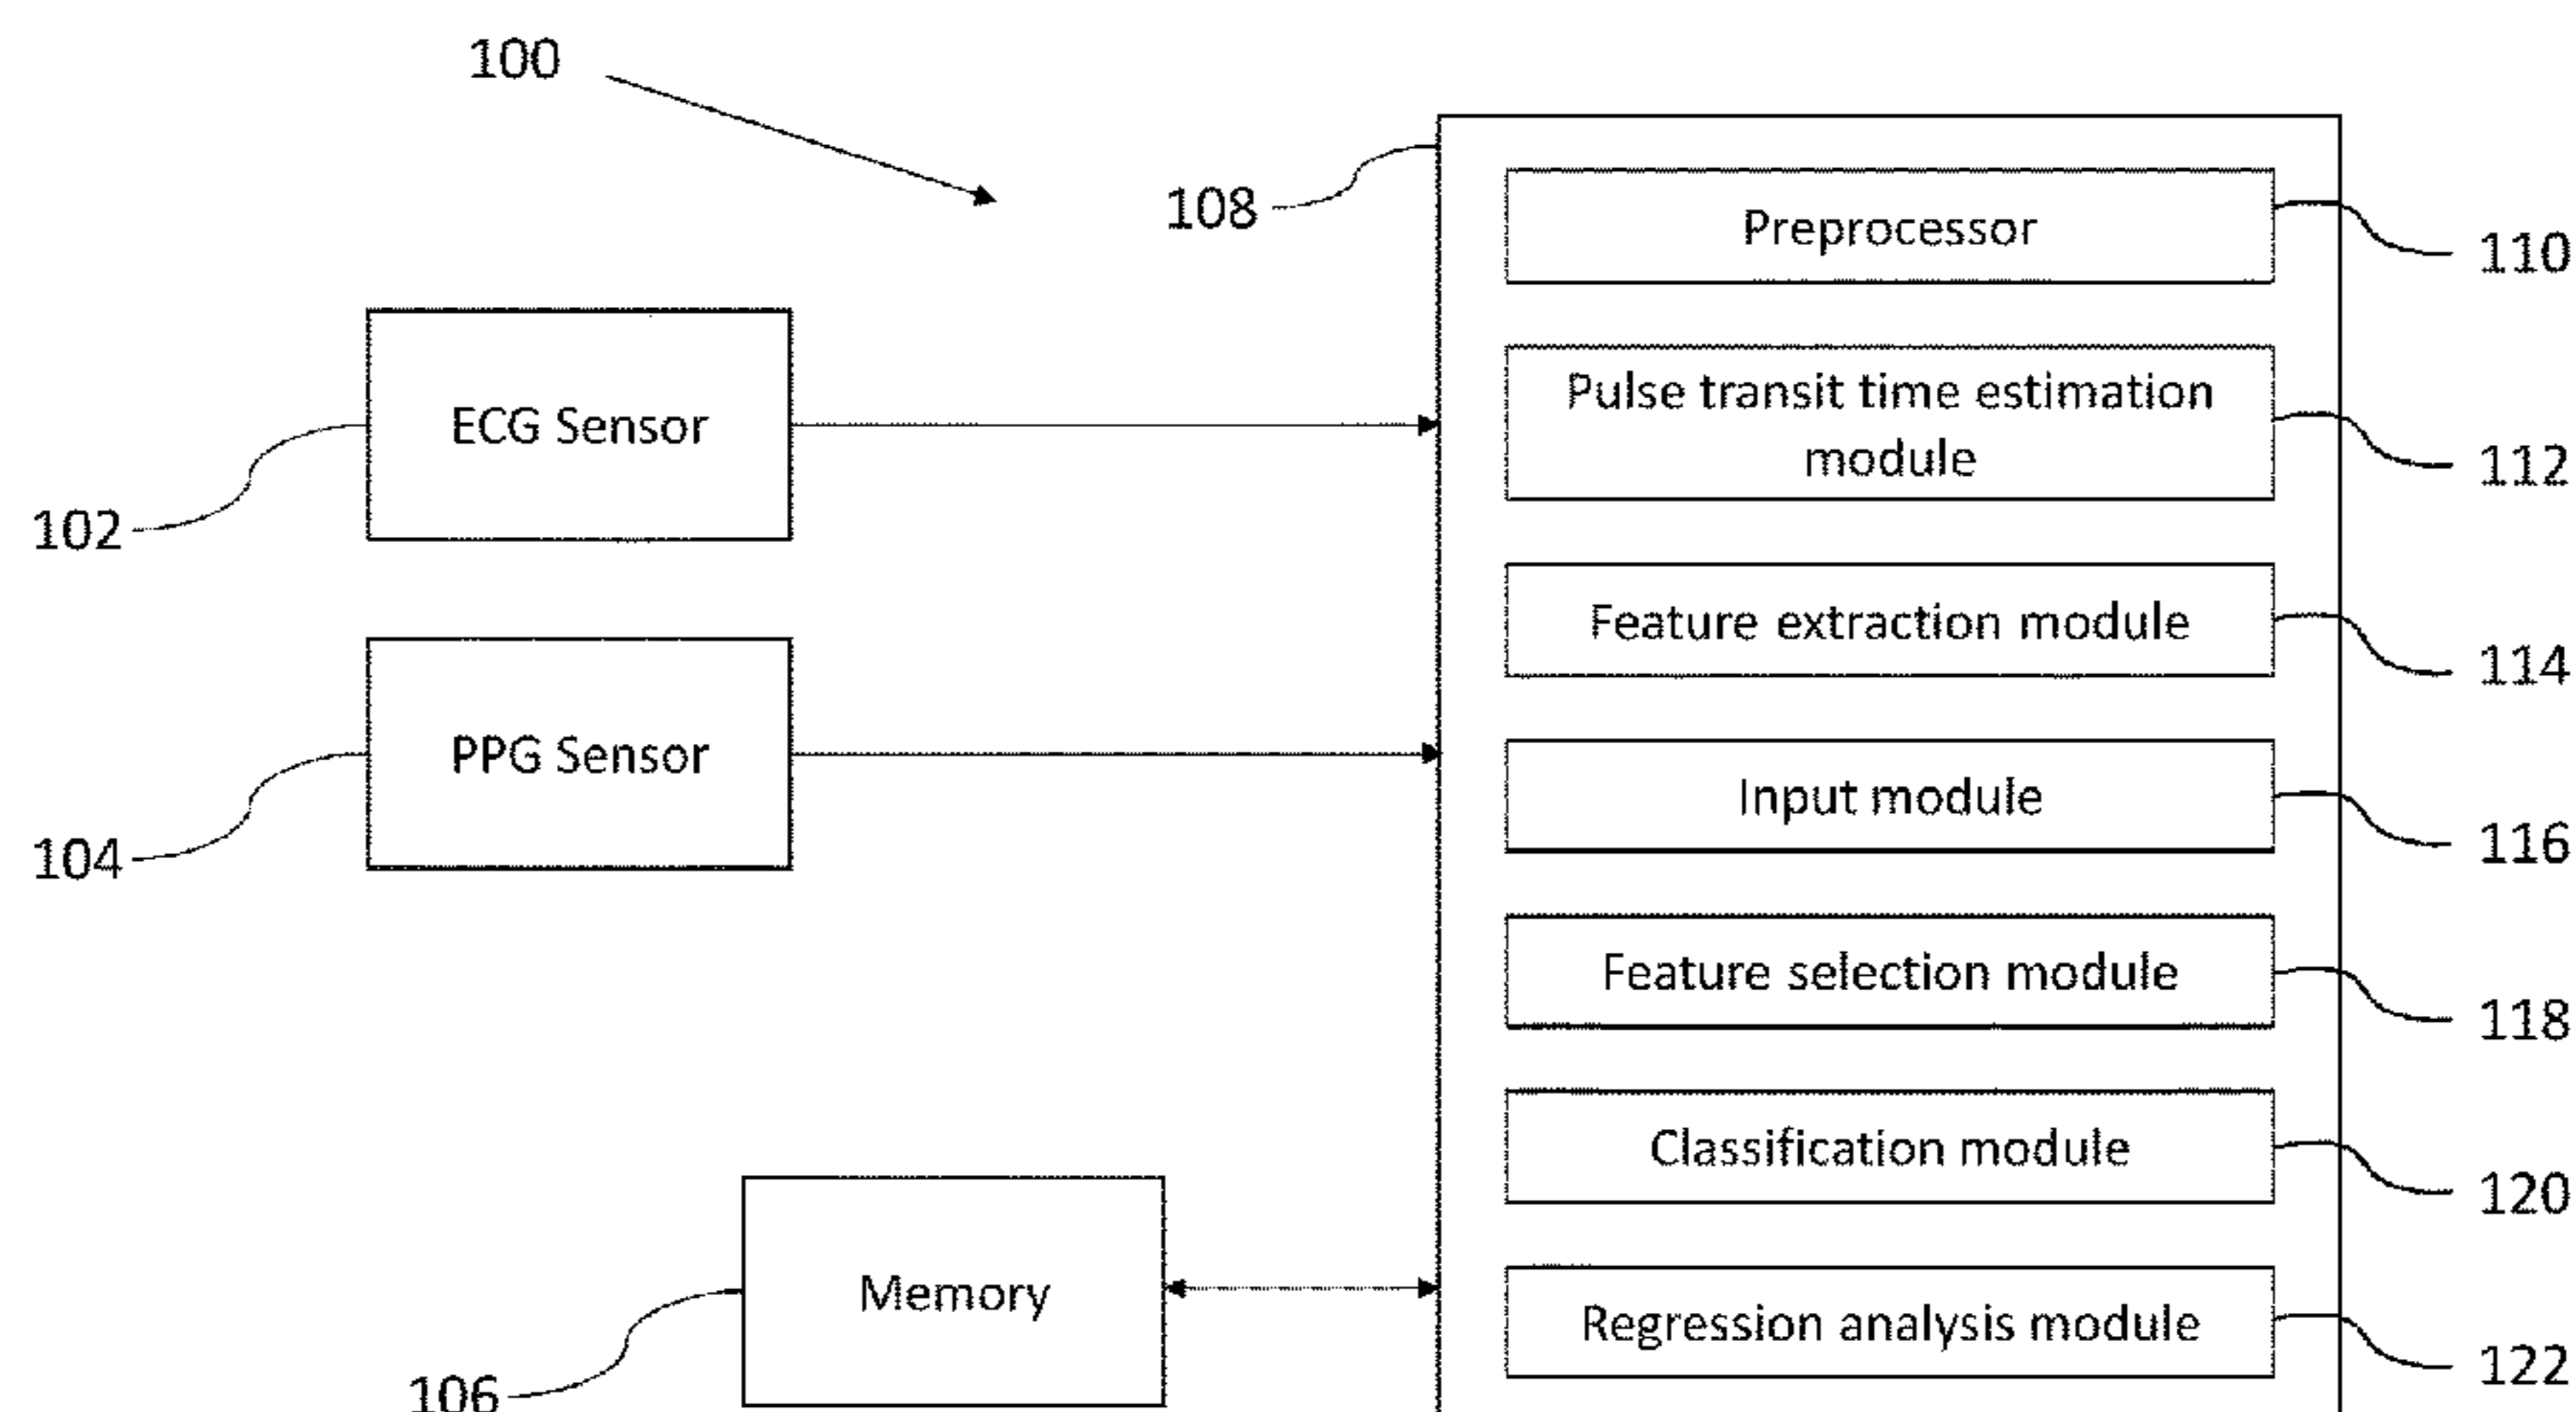 100
108
Preprocessor
110
ECG Sensor
102
Pulse transit time estimation
module
112
Feature extraction module
114
PPG Sensor
104
Input module
116
Feature selection module
118
Classification module
120
Memory
106
Regression analysis module
122